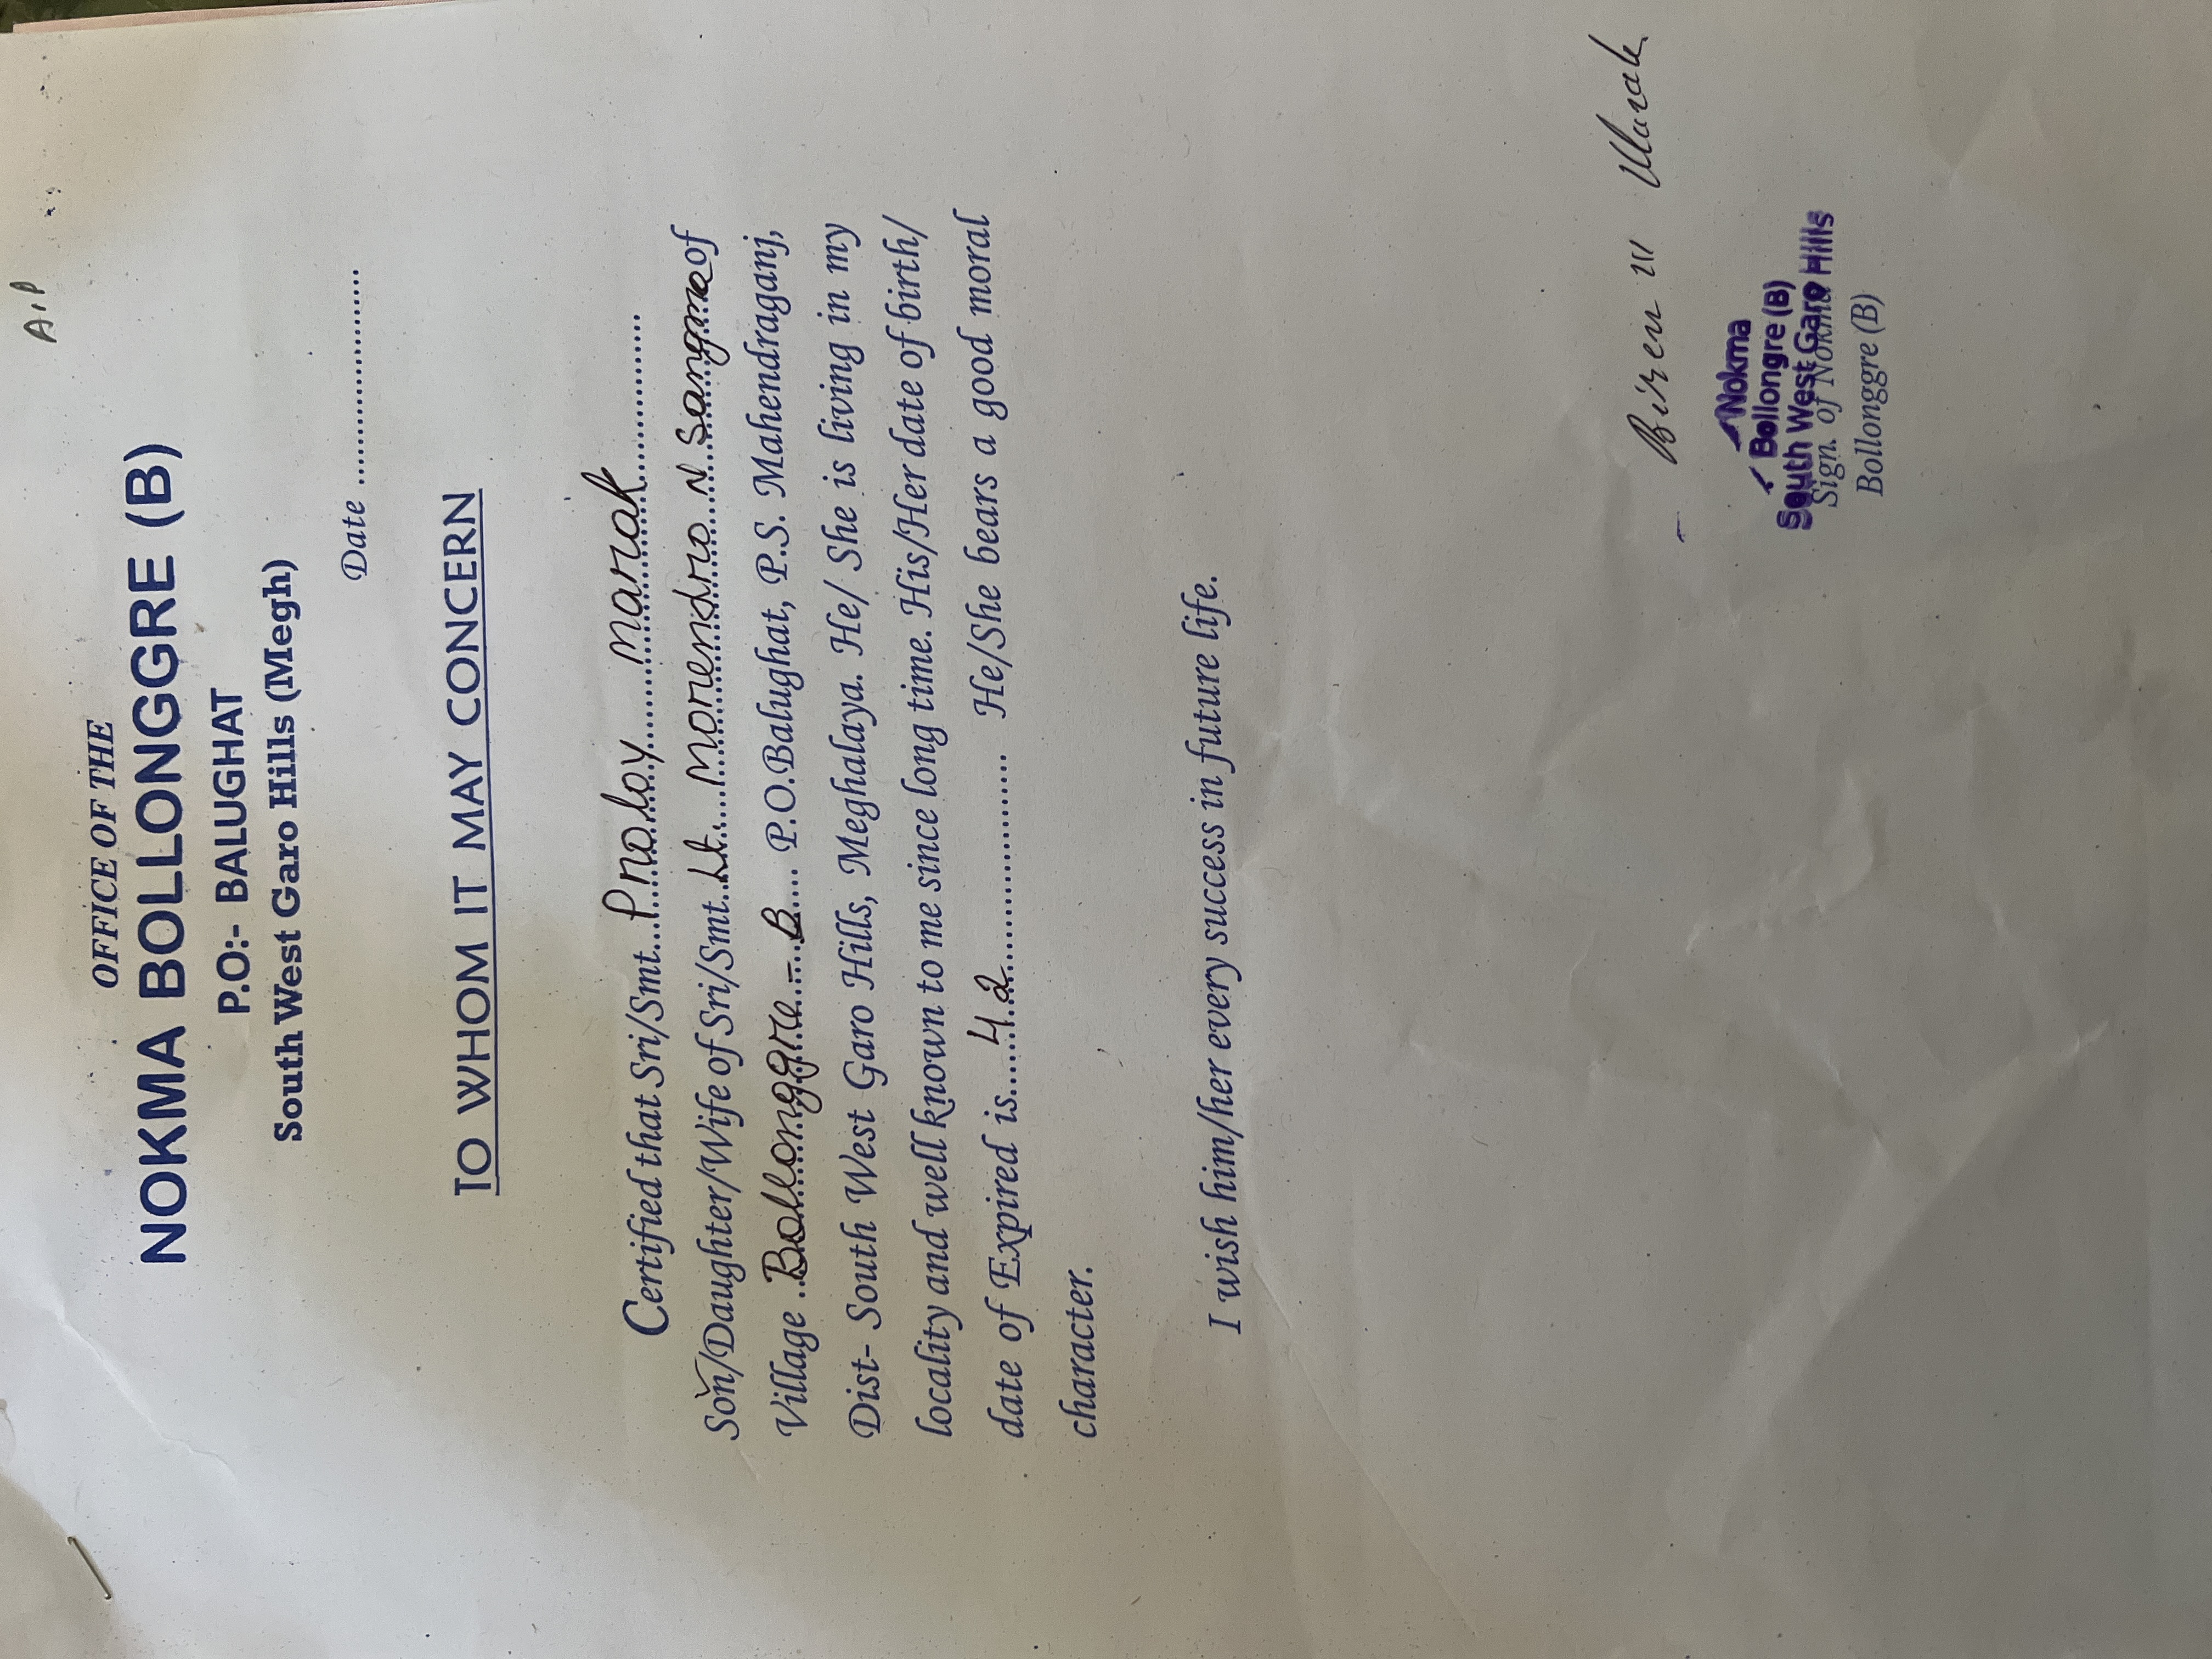 A.P
OFFICE OF THE
NOKMA BOLLONGGRE (B)
P.O:- BALUGHAT
South West Garo Hills (Megh)
Date ........................
TO WHOM IT MAY CONCERN
Certified that Sri/Smt....Proloy.....Marak..................
Son/Daughter/Wife of Sri/Smt..Lt.....Monendro..N..Sangma of
Village ..Bollonggre.-..B..... P.O.Balughat, P.S. Mahendraganj,
Dist- South West Garo Hills, Meghalaya. He/ She is living in my
locality and well known to me since long time. His/Her date of birth/
date of Expired is......42........................ He/She bears a good moral
character.
I wish him/her every success in future life.
Biren M Marak
Nokma
Bollongre (B)
South West Garo Hills
Sign. of Nokma
Bollonggre (B)